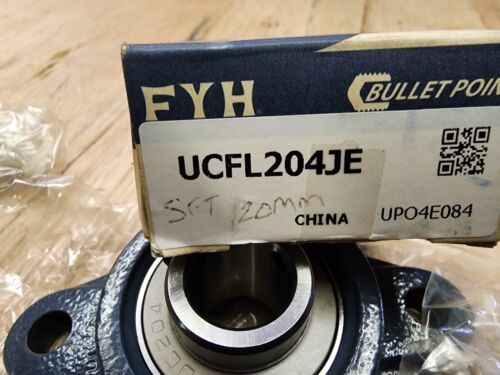 FYH
BULLET POIN
UCFL204JE
SFT 20mm
CHINA
UPO4E084
UC204